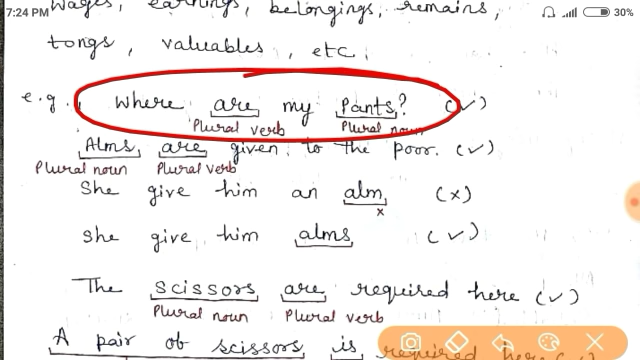 7:24 PM 30%
wages, earnings, belongings, remains,
tongs, valuables, etc.
e.g. Where are my Pants? (✓)
Plural verb Plural noun
Alms are given to the poor. (✓)
Plural noun Plural verb
She give him an alm (x)
x
She give him alms (✓)
The scissors are required here (✓)
Plural noun Plural verb
A pair of scissors is required here (✓)